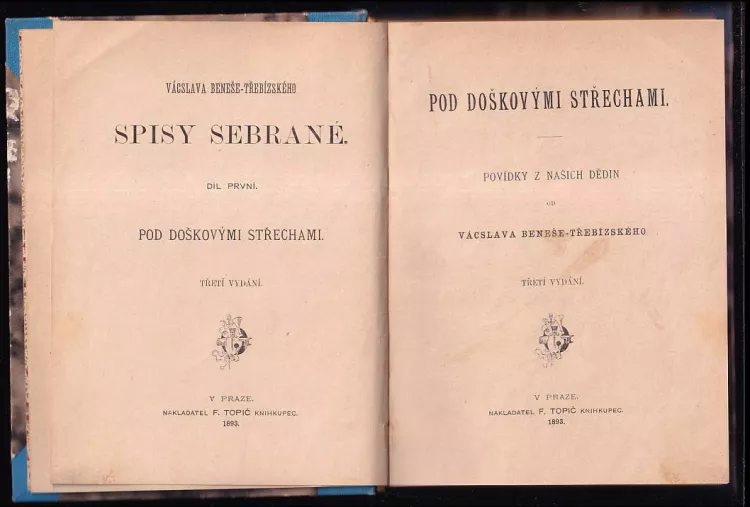 VÁCSLAVA BENEŠE-TŘEBÍZSKÉHO
SPISY SEBRANÉ.
DÍL PRVNÍ.
POD DOŠKOVÝMI STŘECHAMI.
TŘETÍ VYDÁNÍ.
V PRAZE.
NAKLADATEL F. TOPIČ KNIHKUPEC.
1893.
POD DOŠKOVÝMI STŘECHAMI.
POVÍDKY Z NAŠICH DĚDIN
OD
VÁCSLAVA BENEŠE-TŘEBÍZSKÉHO
TŘETÍ VYDÁNÍ.
V PRAZE.
NAKLADATEL F. TOPIČ KNIHKUPEC.
1893.